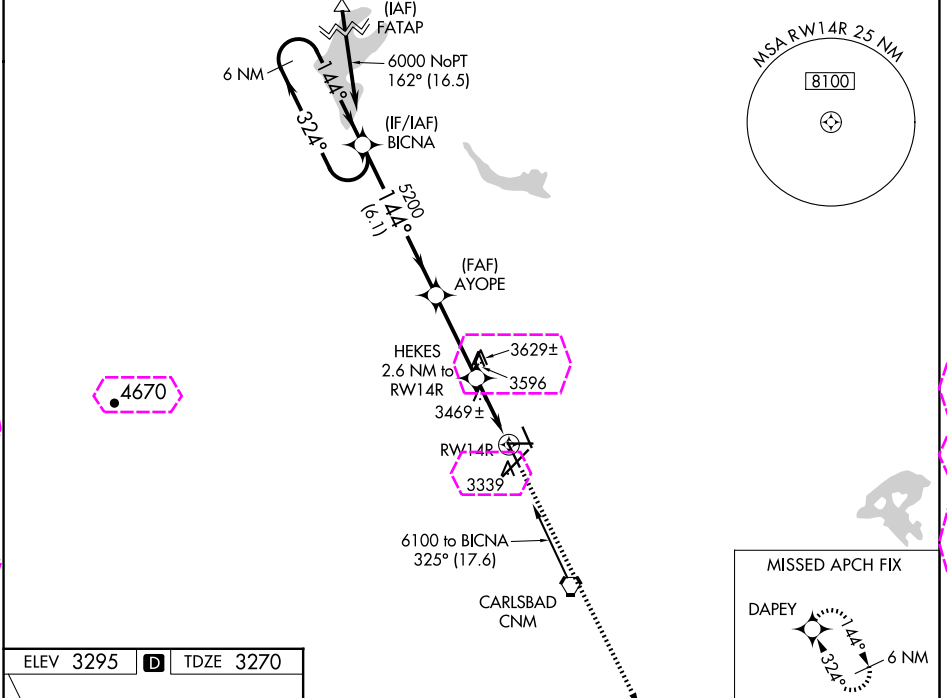 (IAF)
FATAP
6000 NoPT
162° (16.5)
6 NM
144°
324°
(IF/IAF)
BICNA
5200
144°
(6.1)
MSA RW14R 25 NM
8100
(FAF)
AYOPE
HEKES
2.6 NM to
RW14R
3629±
3596
3469±
4670
RW14R
3339
6100 to BICNA
325° (17.6)
CARLSBAD
CNM
MISSED APCH FIX
DAPEY
144°
324°
6 NM
ELEV 3295 D TDZE 3270